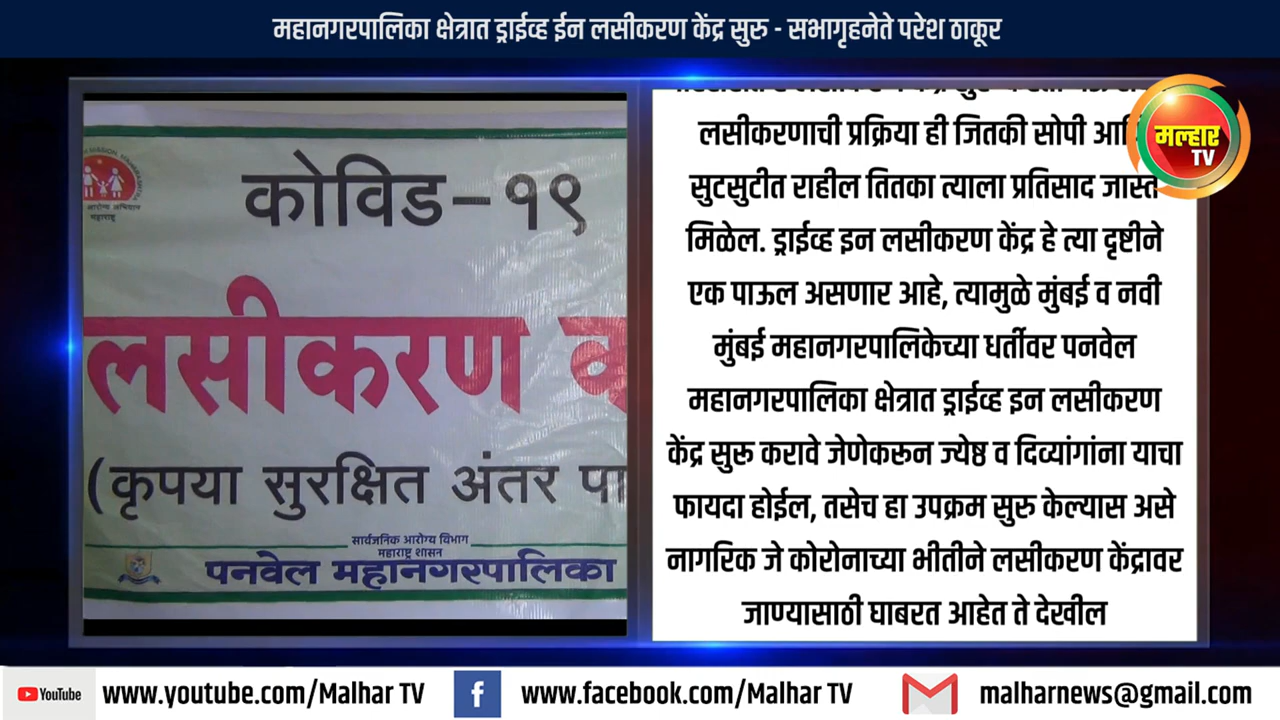 महानगरपालिका क्षेत्रात ड्राईव्ह ईन लसीकरण केंद्र सुरु - सभागृहनेते परेश ठाकूर
कोविड-१९
लसीकरण
(कृपया सुरक्षित अंतर
सार्वजनिक आरोग्य विभाग
महाराष्ट्र शासन
पनवेल महानगरपालिका
आरोग्य अभियान
महाराष्ट्र
मल्हार
TV
लसीकरणाची प्रक्रिया ही जितकी सोपी
सुटसुटीत राहील तितका त्याला प्रतिसाद जास्त
मिळेल. ड्राईव्ह इन लसीकरण केंद्र हे त्या दृष्टीने
एक पाऊल असणार आहे, त्यामुळे मुंबई व नवी
मुंबई महानगरपालिकेच्या धर्तीवर पनवेल
महानगरपालिका क्षेत्रात ड्राईव्ह इन लसीकरण
केंद्र सुरू करावे जेणेकरून ज्येष्ठ व दिव्यांगांना याचा
फायदा होईल, तसेच हा उपक्रम सुरु केल्यास असे
नागरिक जे कोरोनाच्या भीतीने लसीकरण केंद्रावर
जाण्यासाठी घाबरत आहेत ते देखील
YouTube www.youtube.com/Malhar TV www.facebook.com/Malhar TV malharnews@gmail.com